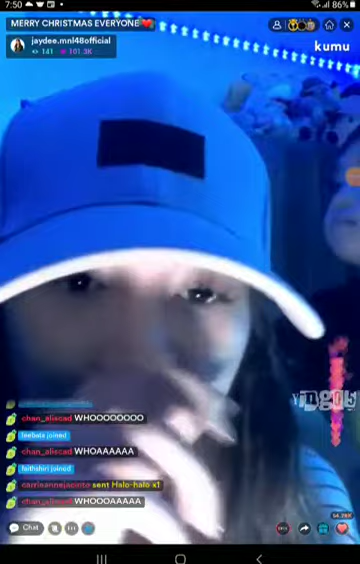 7:50
86%
MERRY CHRISTMAS EVERYONE
jaydee.mnl48official
141 101.3K
kumu
chan_aliscad WHOOOOOOOO
feebats joined
chan_aliscad WHOAAAAAA
faithshiri joined
carrieannejacinto sent Halo-halo x1
chan_aliscad WHOOOAAAAA
Chat